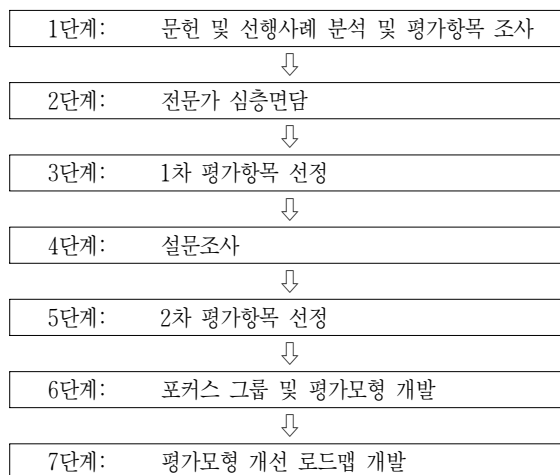 1단계: 문헌 및 선행사례 분석 및 평가항목 조사
2단계: 전문가 심층면담
3단계: 1차 평가항목 선정
4단계: 설문조사
5단계: 2차 평가항목 선정
6단계: 포커스 그룹 및 평가모형 개발
7단계: 평가모형 개선 로드맵 개발